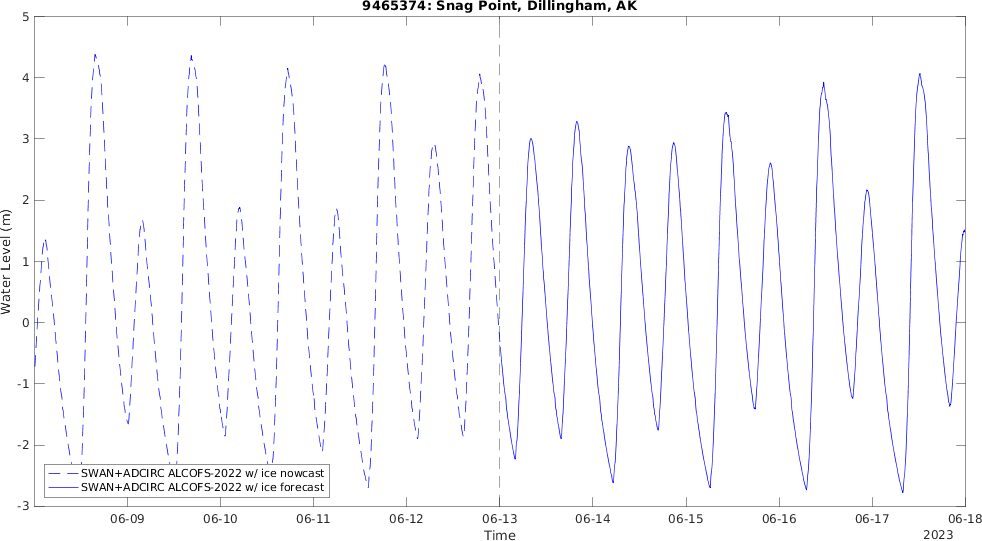 9465374: Snag Point, Dillingham, AK
5
4
3
2
1
0
-1
-2
-3
Water Level (m)
SWAN+ADCIRC ALCOFS-2022 w/ ice nowcast
SWAN+ADCIRC ALCOFS-2022 w/ ice forecast
06-09 06-10 06-11 06-12 06-13 06-14 06-15 06-16 06-17 06-18
Time
2023